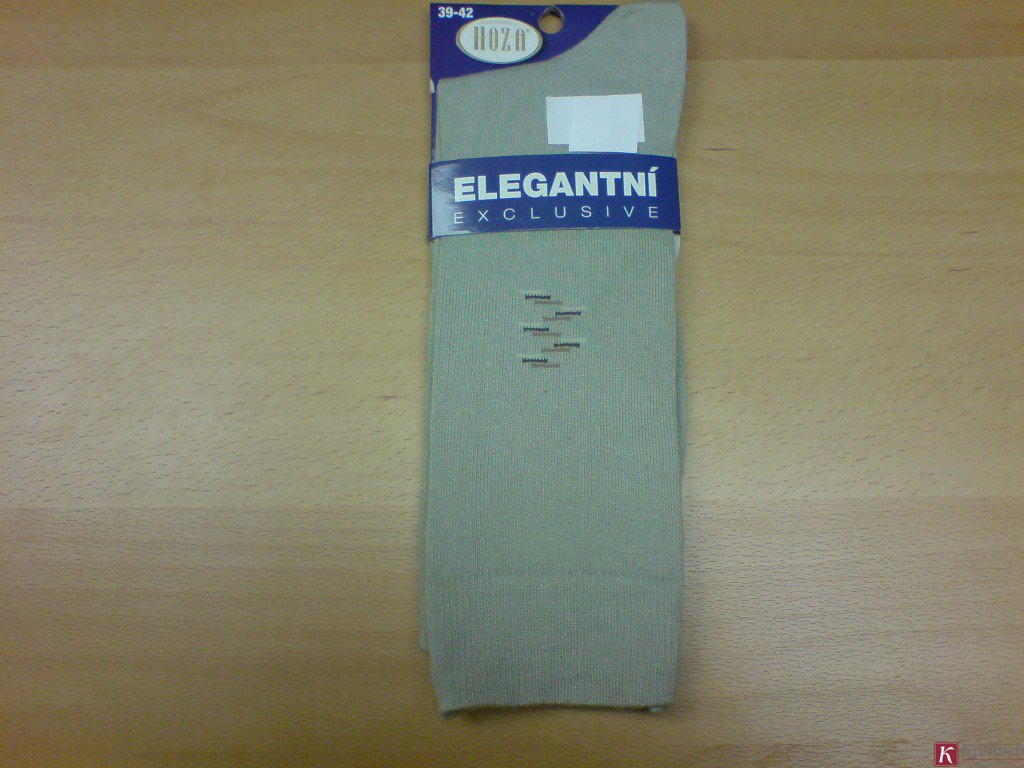 39-42
HOZA®
ELEGANTNÍ
EXCLUSIVE
K